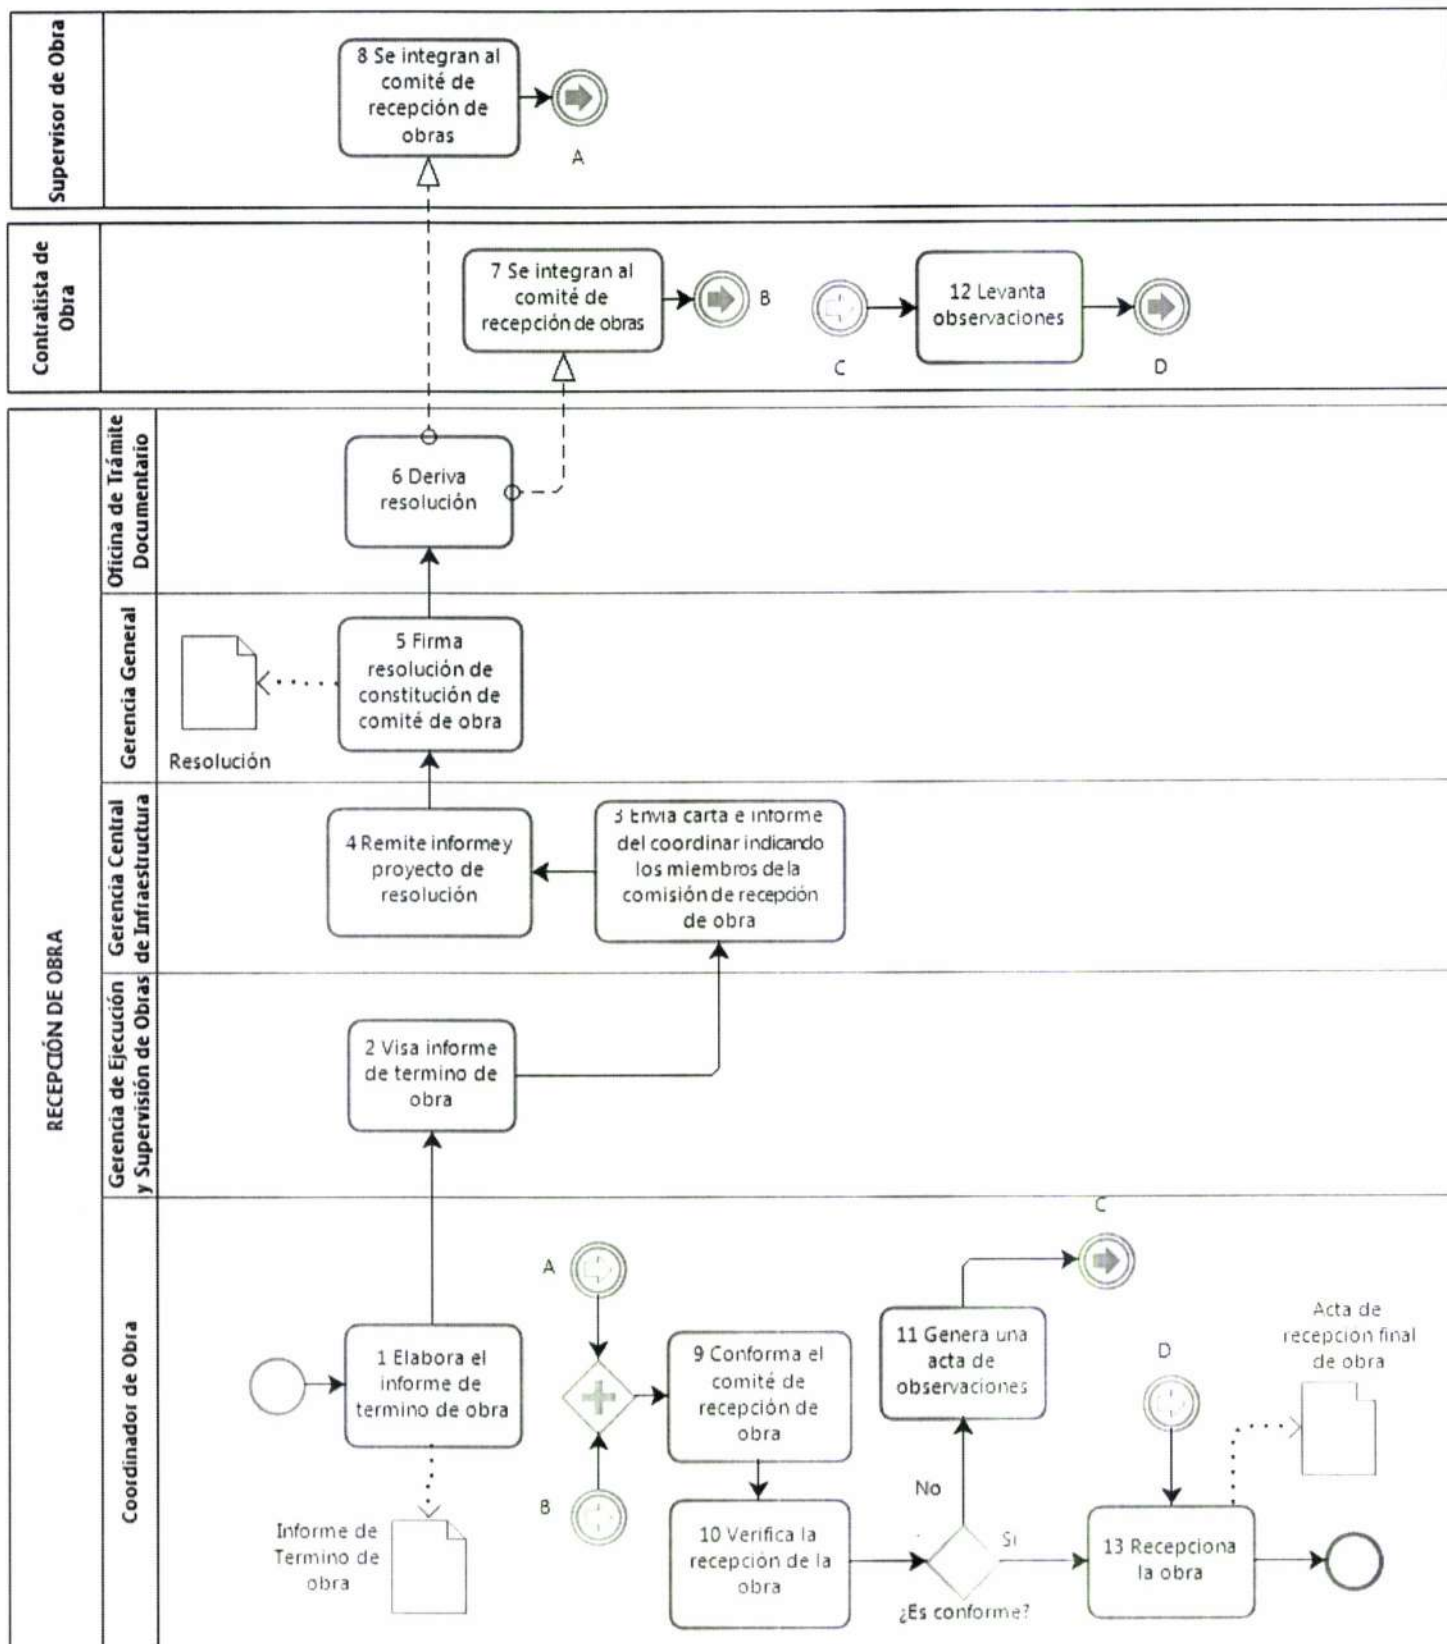 Supervisor de Obra
8 Se integran al
comité de
recepción de
obras
A
Contratista de
Obra
7 Se integran al
comité de
recepción de obras
B
C
12 Levanta
observaciones
D
RECEPCIÓN DE OBRA
Oficina de Trámite
Documentario
6 Deriva
resolución
Gerencia General
5 Firma
resolución de
constitución de
comité de obra
Resolución
Gerencia Central
de Infraestructura
4 Remite informe y
proyecto de
resolución
3 Envia carta e informe
del coordinar indicando
los miembros de la
comisión de recepción
de obra
Gerencia de Ejecución
y Supervisión de Obras
2 Visa informe
de termino de
obra
Coordinador de Obra
1 Elabora el
informe de
termino de obra
Informe de
Termino de
obra
A
B
9 Conforma el
comité de
recepción de
obra
10 Verifica la
recepción de la
obra
11 Genera una
acta de
observaciones
C
No
Si
¿Es conforme?
D
13 Recepciona
la obra
Acta de
recepción final
de obra